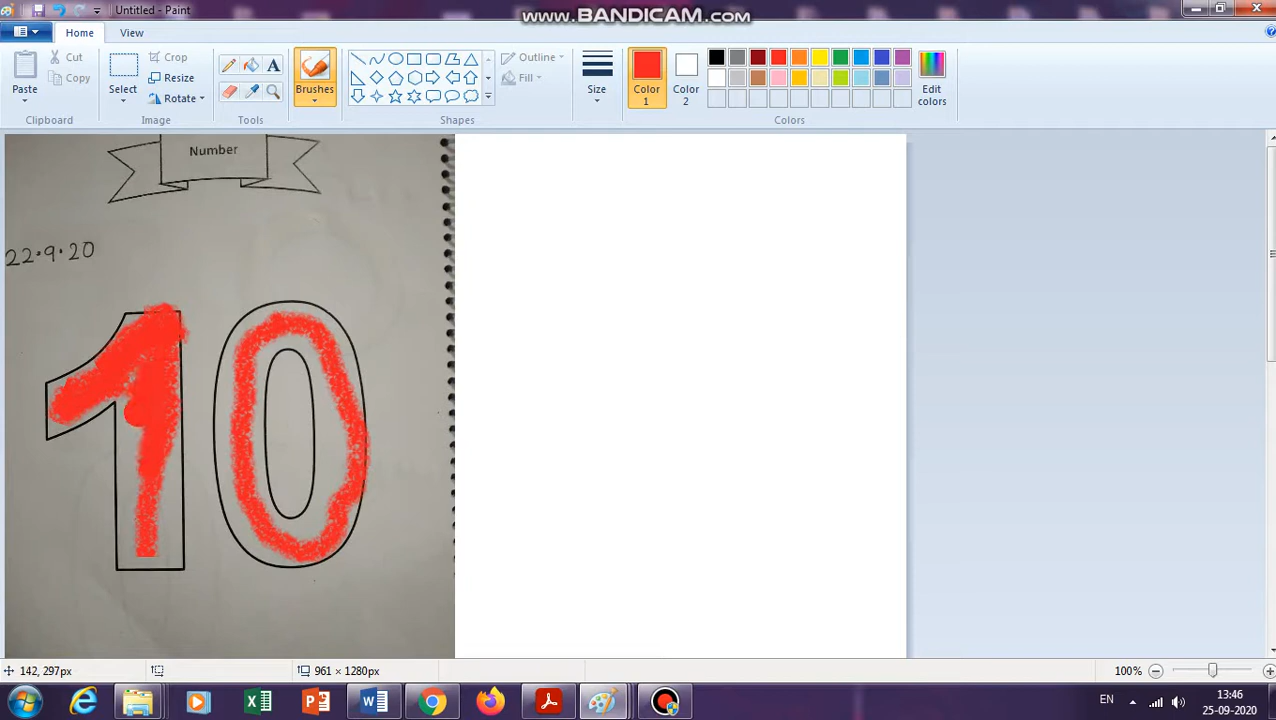 Untitled - Paint
www.BANDICAM.com
Home
View
Paste
Cut
Copy
Clipboard
Select
Crop
Resize
Rotate
Image
A
Tools
Brushes
Shapes
Outline
Fill
Size
Color 1
Color 2
Edit colors
Colors
Number
22.9.20
10
142, 297px
961 × 1280px
100%
EN
13:46
25-09-2020